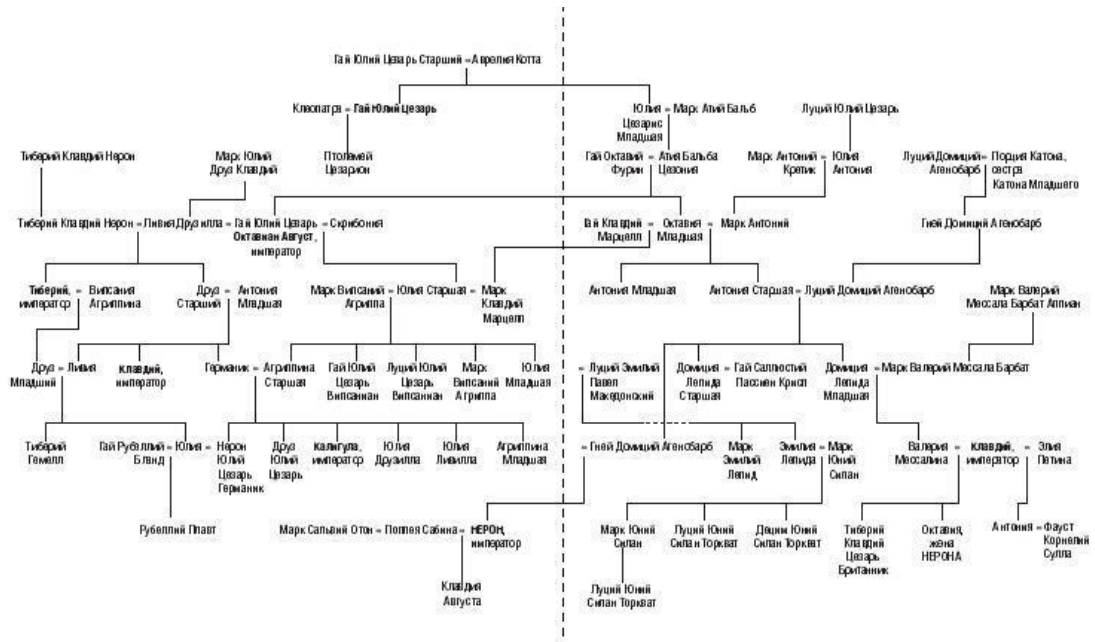 Гай Юлий Цезарь Старший = Аврелия Котта
Клеопатра = Гай Юлий Цезарь
Юлия = Марк Атий Бальб
Цезарис
Младшая
Луций Юлий Цезарь
Тиберий Клавдий Нерон
Марк Юлий
Друз Клавдий
Птолемей
Цезарион
Гай Октавий = Атия Бальба
Фурин Цезония
Марк Антоний = Юлия
Кретик Антония
Луций Домиций = Порция Катона,
Агенобарб сестра
Катона Младшего
Тиберий Клавдий Нерон = Ливия Друзилла = Гай Юлий Цезарь = Скрибония
Октавиан Август,
император
Гай Клавдий = Октавия = Марк Антоний
Марцелл Младшая
Гней Домиций Агенобарб
Тиберий, = Випсания
император Агриппина
Друз = Антония
Старший Младшая
Марк Випсаний = Юлия Старшая = Марк
Агриппа Клавдий
Марцелл
Антония Младшая
Антония Старшая = Луций Домиций Агенобарб
Марк Валерий
Мессала Барбат Аппиан
Друз = Ливия
Младший
Клавдий,
император
Германик = Агриппина
Старшая
Гай Юлий
Цезарь
Випсаниан
Луций Юлий
Цезарь
Випсаниан
Марк
Випсаний
Агриппа
Юлия
Младшая
= Луций Эмилий
Павел
Македонский
Домиция = Гай Саллюстий
Лепида Пассиен Крисп
Старшая
Домиция = Марк Валерий Мессала Барбат
Лепида
Младшая
Тиберий
Гемелл
Гай Рубеллий = Юлия = Нерон
Бланд Юлий
Цезарь
Германик
Друз
Юлий
Цезарь
Калигула,
император
Юлия
Друзилла
Юлия
Ливилла
Агриппина
Младшая
= Гней Домиций Агенобарб
Марк
Эмилий
Лепид
Эмилия = Марк
Лепида Юний
Силан
Валерия = Клавдий, = Элия
Мессалина император Петина
Рубеллий Плавт
Марк Сальвий Отон = Поппея Сабина = НЕРОН,
император
Марк Юний
Силан
Луций Юний
Силан Торкват
Децим Юний
Силан Торкват
Тиберий
Клавдий
Цезарь
Британник
Октавия,
жена
НЕРОНА
Антония = Фауст
Корнелий
Сулла
Клавдия
Августа
Луций Юний
Силан Торкват